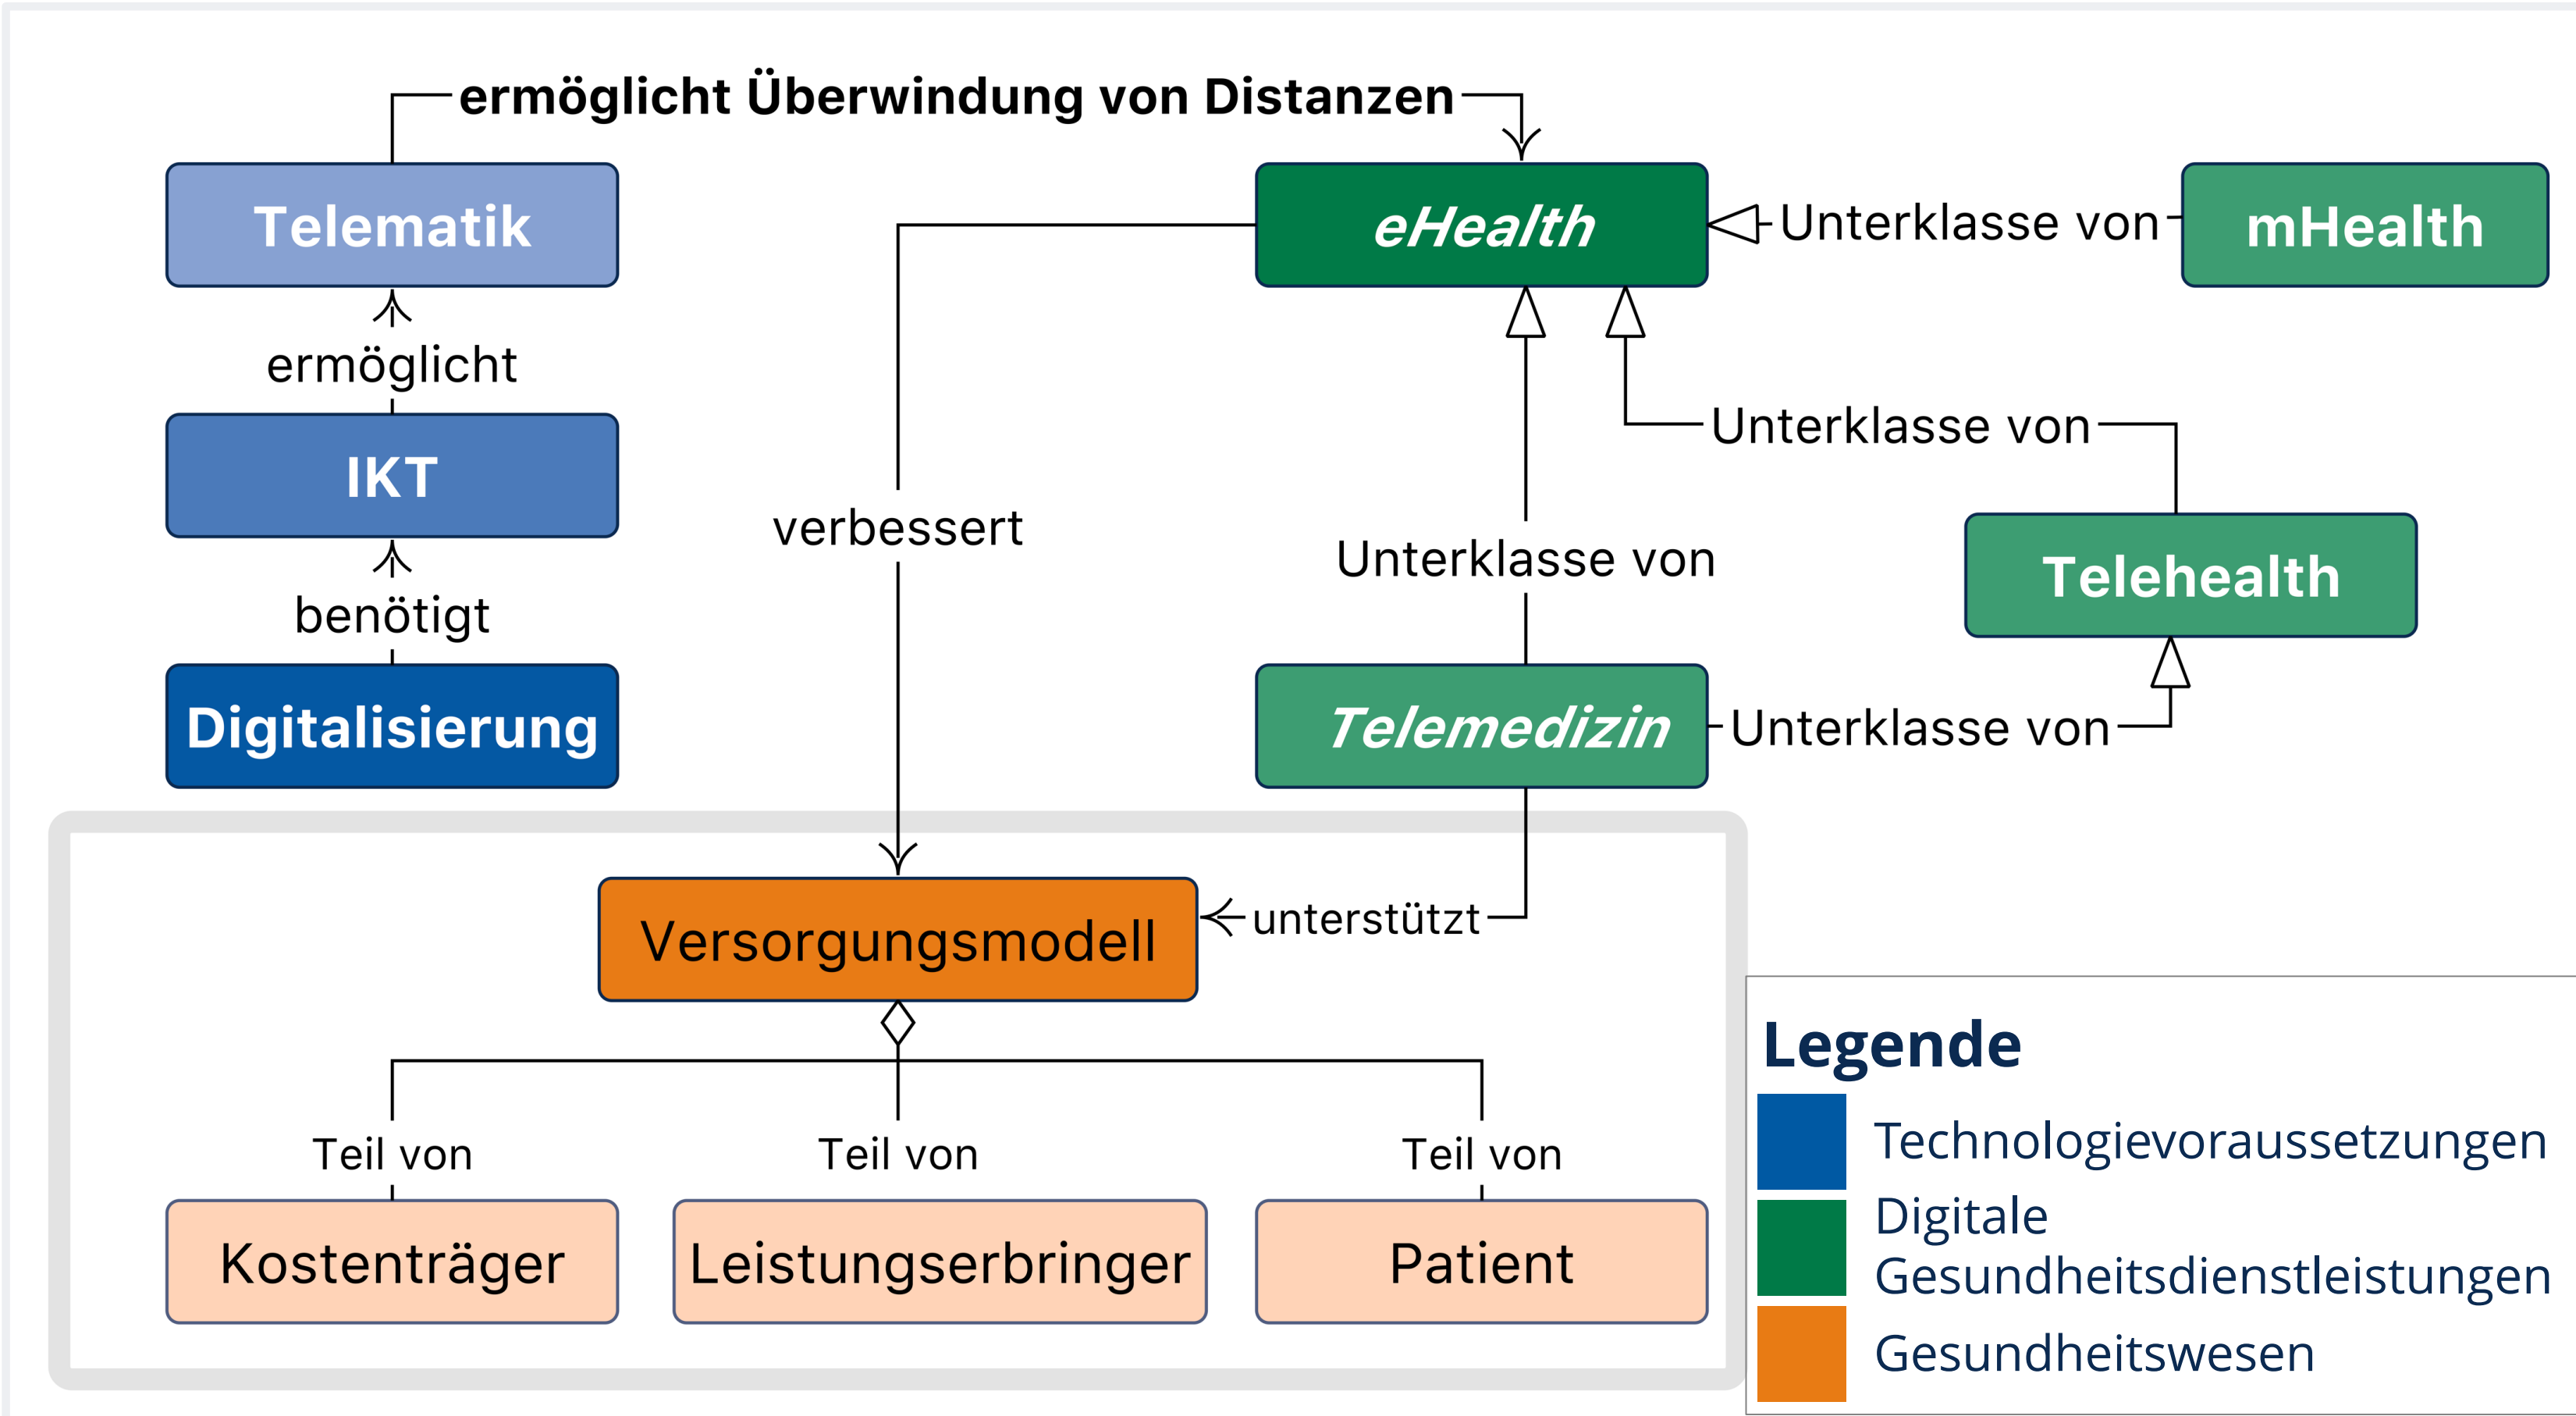 ermöglicht Überwindung von Distanzen
Telematik
eHealth
Unterklasse von
mHealth
ermöglicht
Unterklasse von
IKT
verbessert
Unterklasse von
Telehealth
benötigt
Digitalisierung
Telemedizin
Unterklasse von
Versorgungsmodell
unterstützt
Teil von
Teil von
Teil von
Kostenträger
Leistungserbringer
Patient
Legende
Technologievoraussetzungen
Digitale
Gesundheitsdienstleistungen
Gesundheitswesen